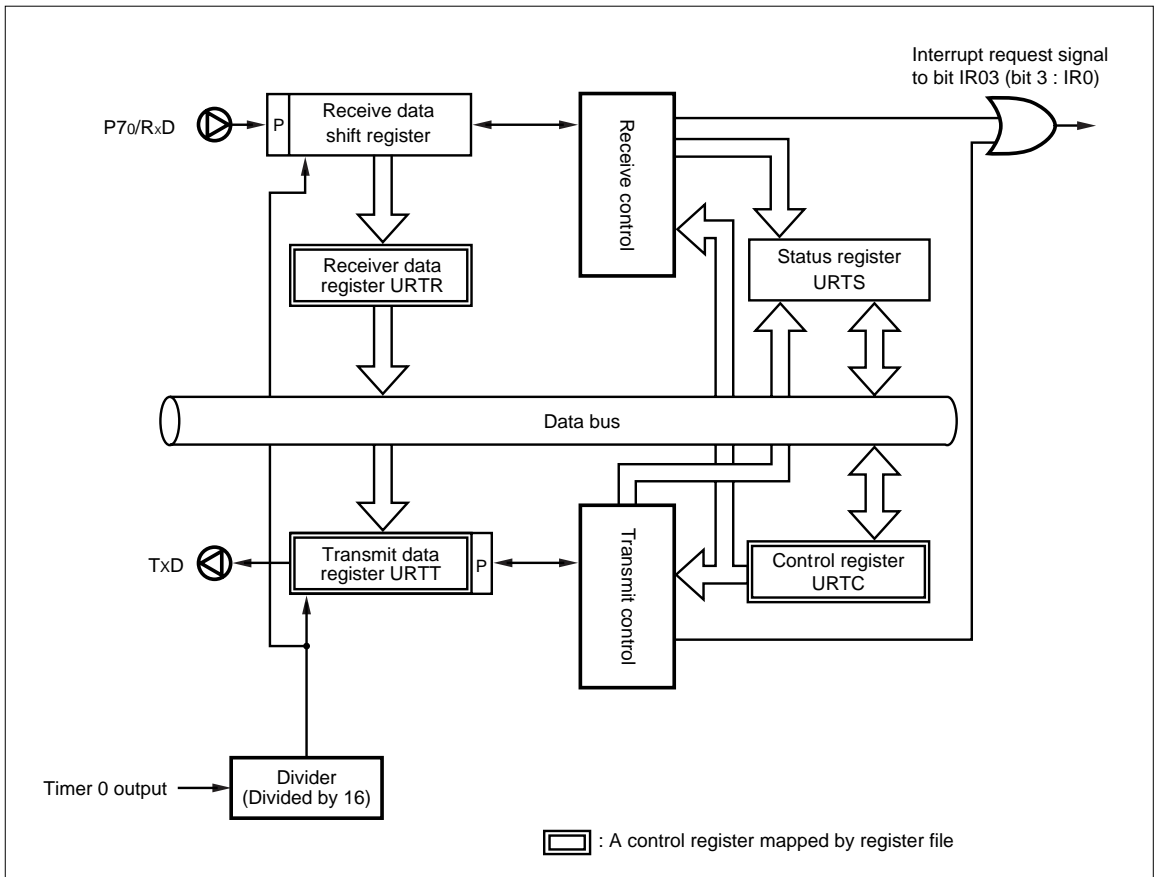 Interrupt request signal
to bit IR03 (bit 3 : IR0)
P70/RxD
P
Receive data
shift register
Receive control
Receiver data
register URTR
Status register
URTS
Data bus
TxD
Transmit data
register URTT
P
Transmit control
Control register
URTC
Timer 0 output
Divider
(Divided by 16)
: A control register mapped by register file